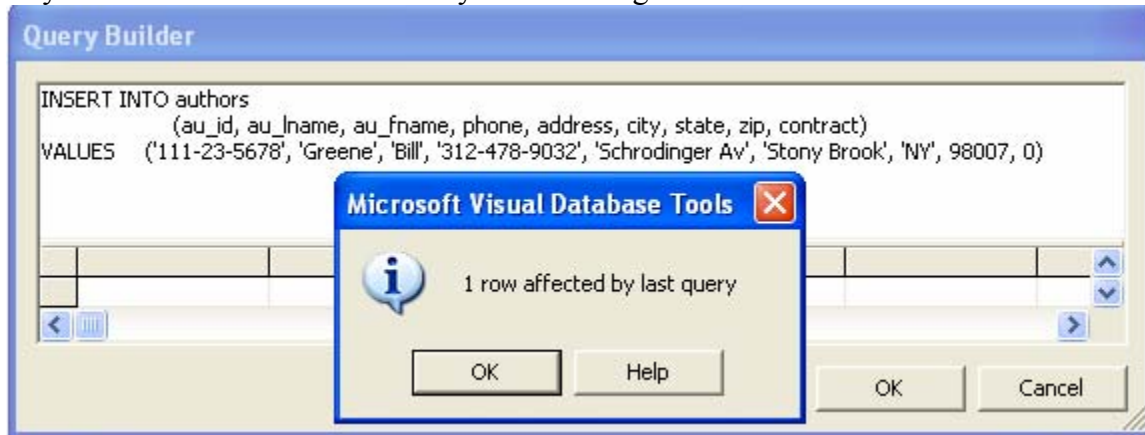 Query Builder
INSERT INTO authors
(au_id, au_lname, au_fname, phone, address, city, state, zip, contract)
VALUES ('111-23-5678', 'Greene', 'Bill', '312-478-9032', 'Schrodinger Av', 'Stony Brook', 'NY', 98007, 0)
Microsoft Visual Database Tools
1 row affected by last query
OK Help
OK Cancel